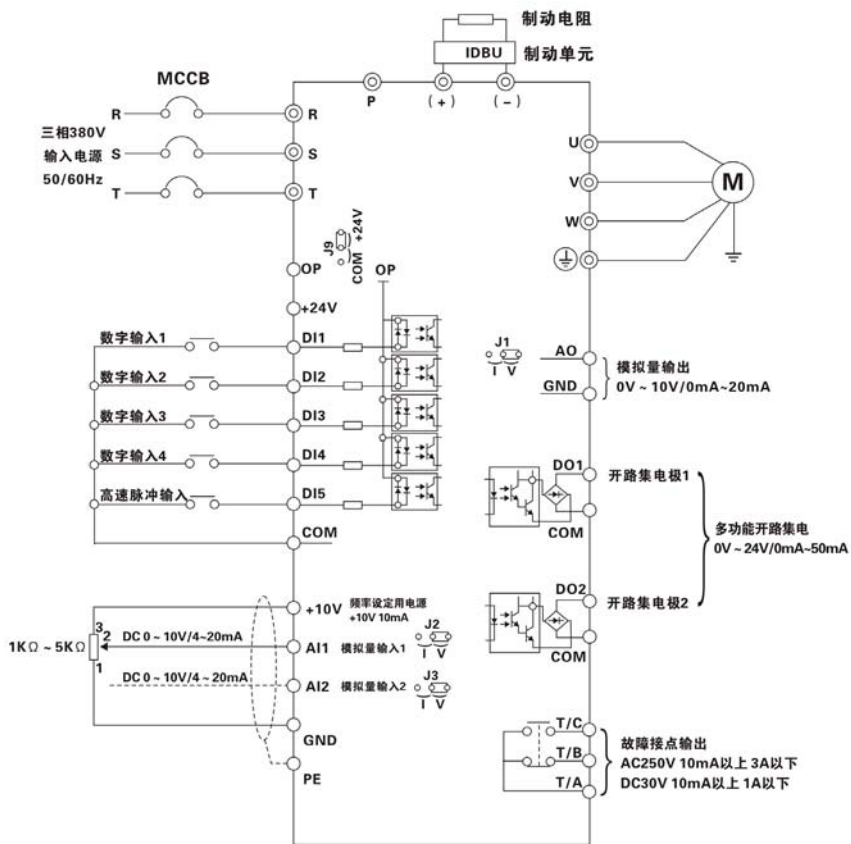 制动电阻
IDBU 制动单元
MCCB
P (+) (-)
R R
三相380V
输入电源 S S
50/60Hz
T T
U
V
W
M
J9
COM +24V
OP OP
+24V
数字输入1 DI1
数字输入2 DI2
数字输入3 DI3
数字输入4 DI4
高速脉冲输入 DI5
COM
J1
I V
AO
GND
模拟量输出
0V ~ 10V/0mA~20mA
DO1 开路集电极1
COM
多功能开路集电
0V ~ 24V/0mA~50mA
DO2 开路集电极2
COM
+10V 频率设定用电源
+10V 10mA
1KΩ ~ 5KΩ
3
2
1
DC 0 ~ 10V/4~20mA
AI1 模拟量输入1
J2
I V
DC 0 ~ 10V/4 ~ 20mA
AI2 模拟量输入2
J3
I V
GND
PE
T/C
T/B
T/A
故障接点输出
AC250V 10mA以上 3A以下
DC30V 10mA以上 1A以下